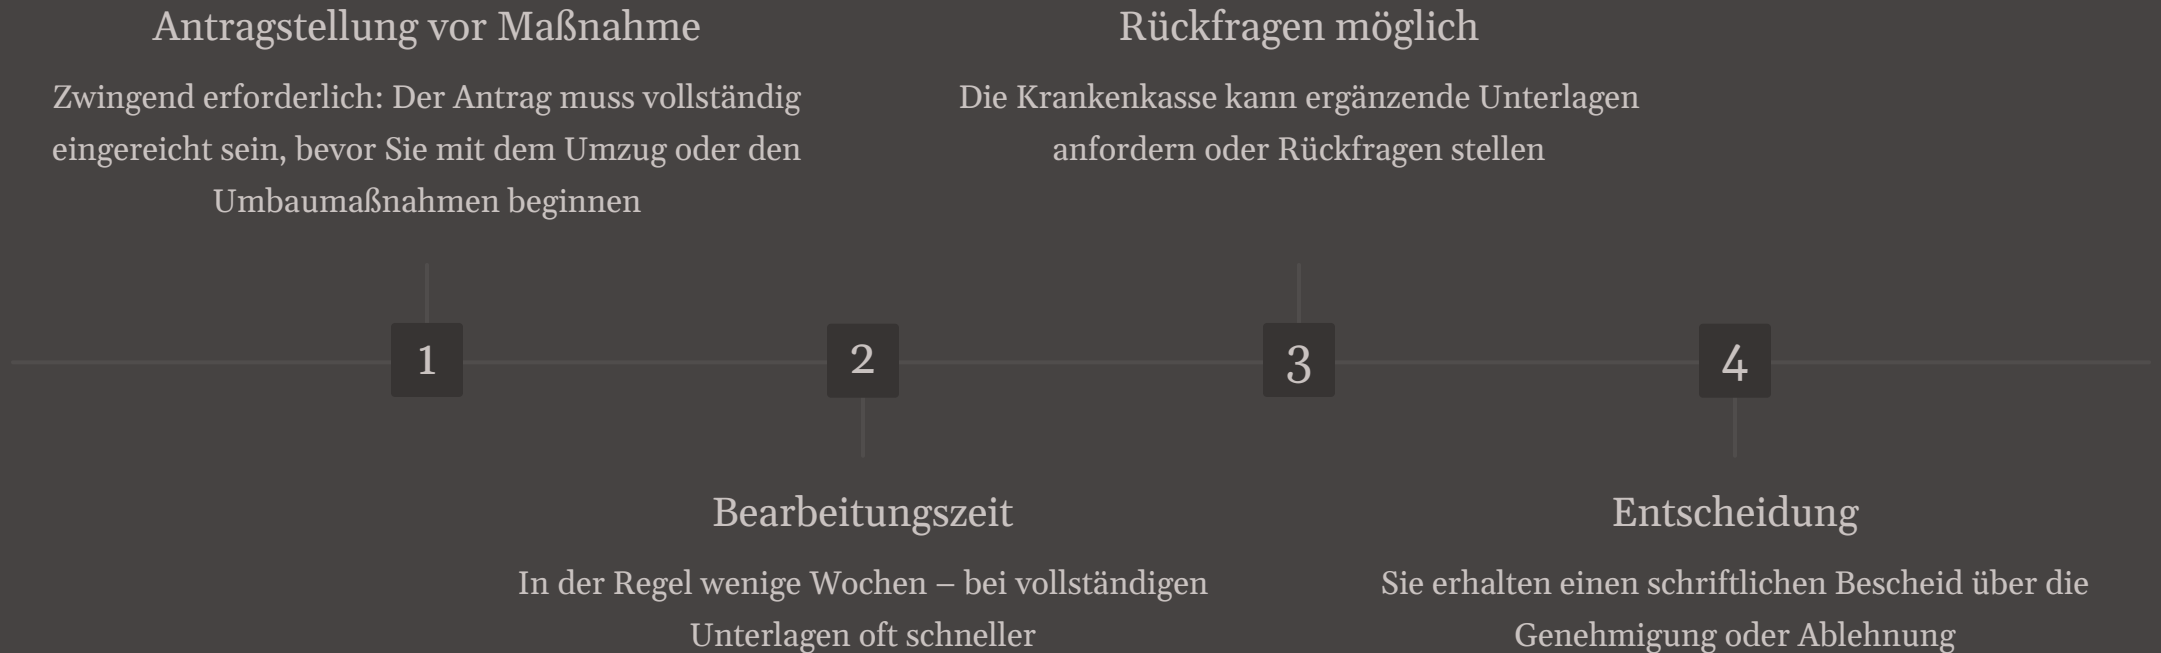 Antragstellung vor Maßnahme
Zwingend erforderlich: Der Antrag muss vollständig
eingereicht sein, bevor Sie mit dem Umzug oder den
Umbaumaßnahmen beginnen
1
2
Bearbeitungszeit
In der Regel wenige Wochen – bei vollständigen
Unterlagen oft schneller
Rückfragen möglich
Die Krankenkasse kann ergänzende Unterlagen
anfordern oder Rückfragen stellen
3
4
Entscheidung
Sie erhalten einen schriftlichen Bescheid über die
Genehmigung oder Ablehnung